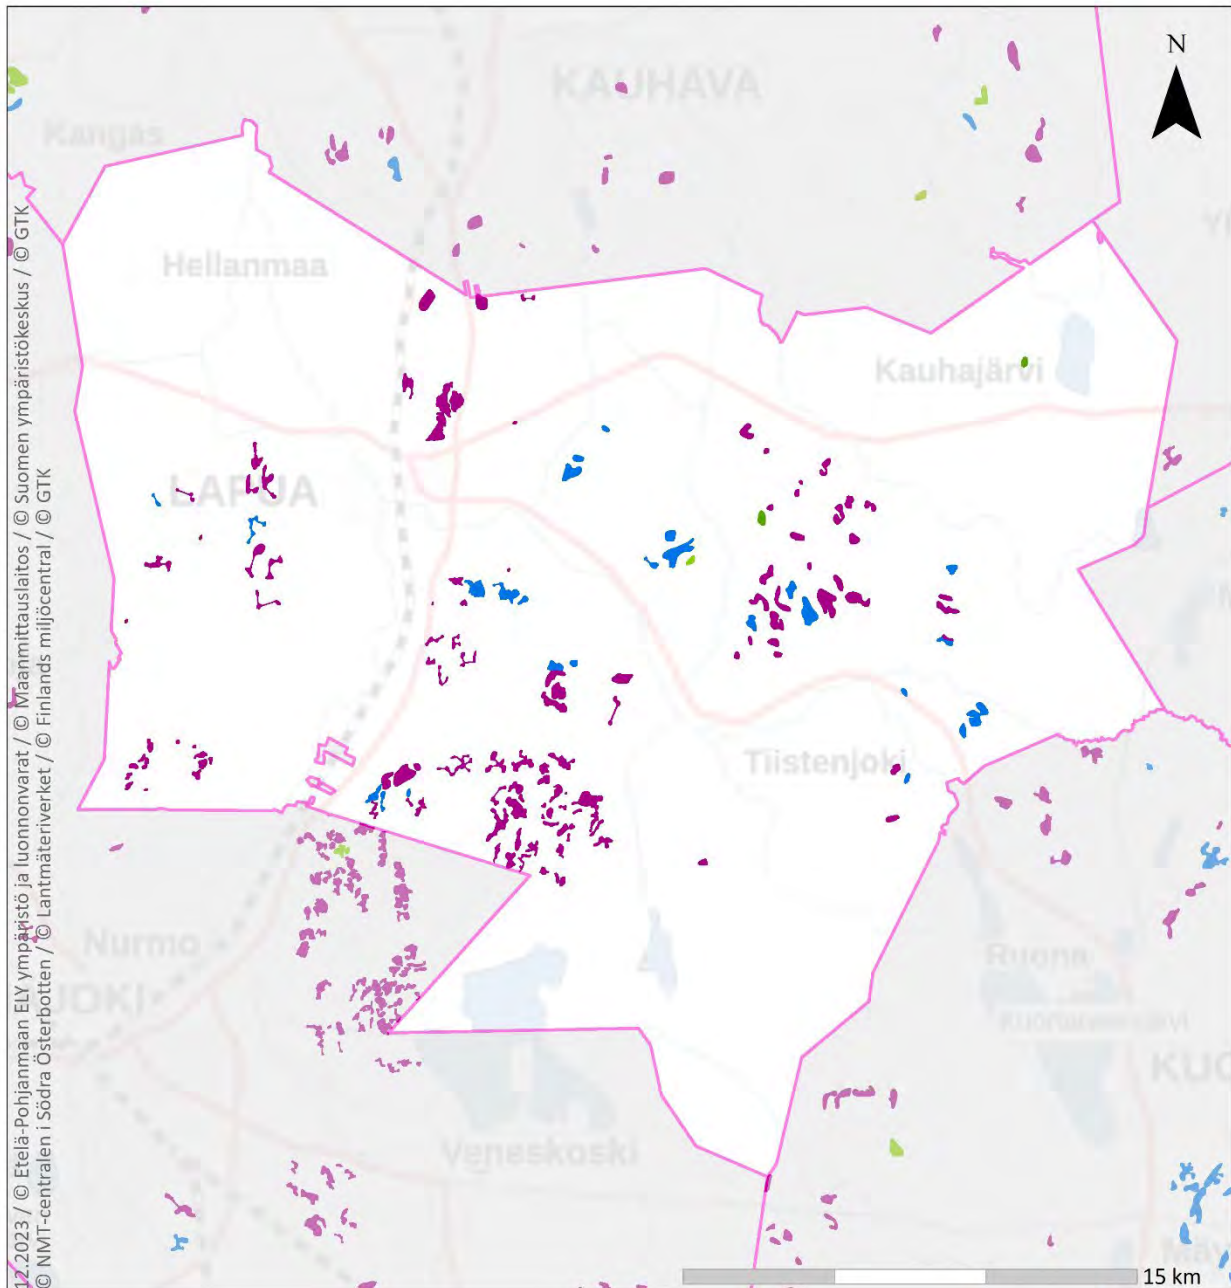 N
KAUHAVA
Kangas
Hellanmaa
Kauhajärvi
LAPUA
Tiistenjoki
Nurmo
Ruona
Kuortaneenjärvi
Veneskoski
15 km
12.2023 / © Etelä-Pohjanmaan ELY ympäristö ja luonnonvarat / © Maanmittauslaitos / © Suomen ympäristökeskus / © GTK
© NMT-centralen i Södra Österbotten / © Lantmäteriverket / © Finlands miljöcentral / © GTK